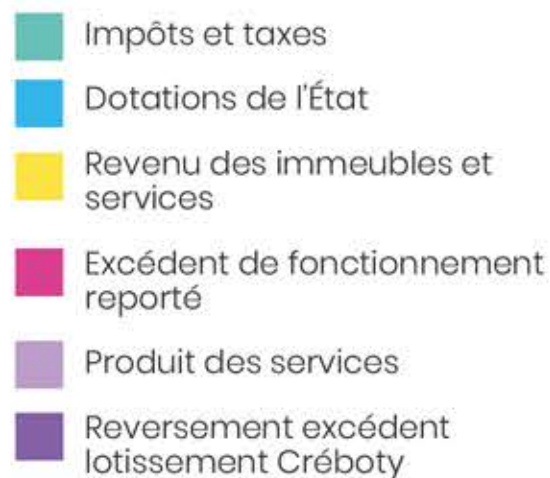 Impôts et taxes
Dotations de l'État
Revenu des immeubles et
services
Excédent de fonctionnement
reporté
Produit des services
Reversement excédent
lotissement Créboty